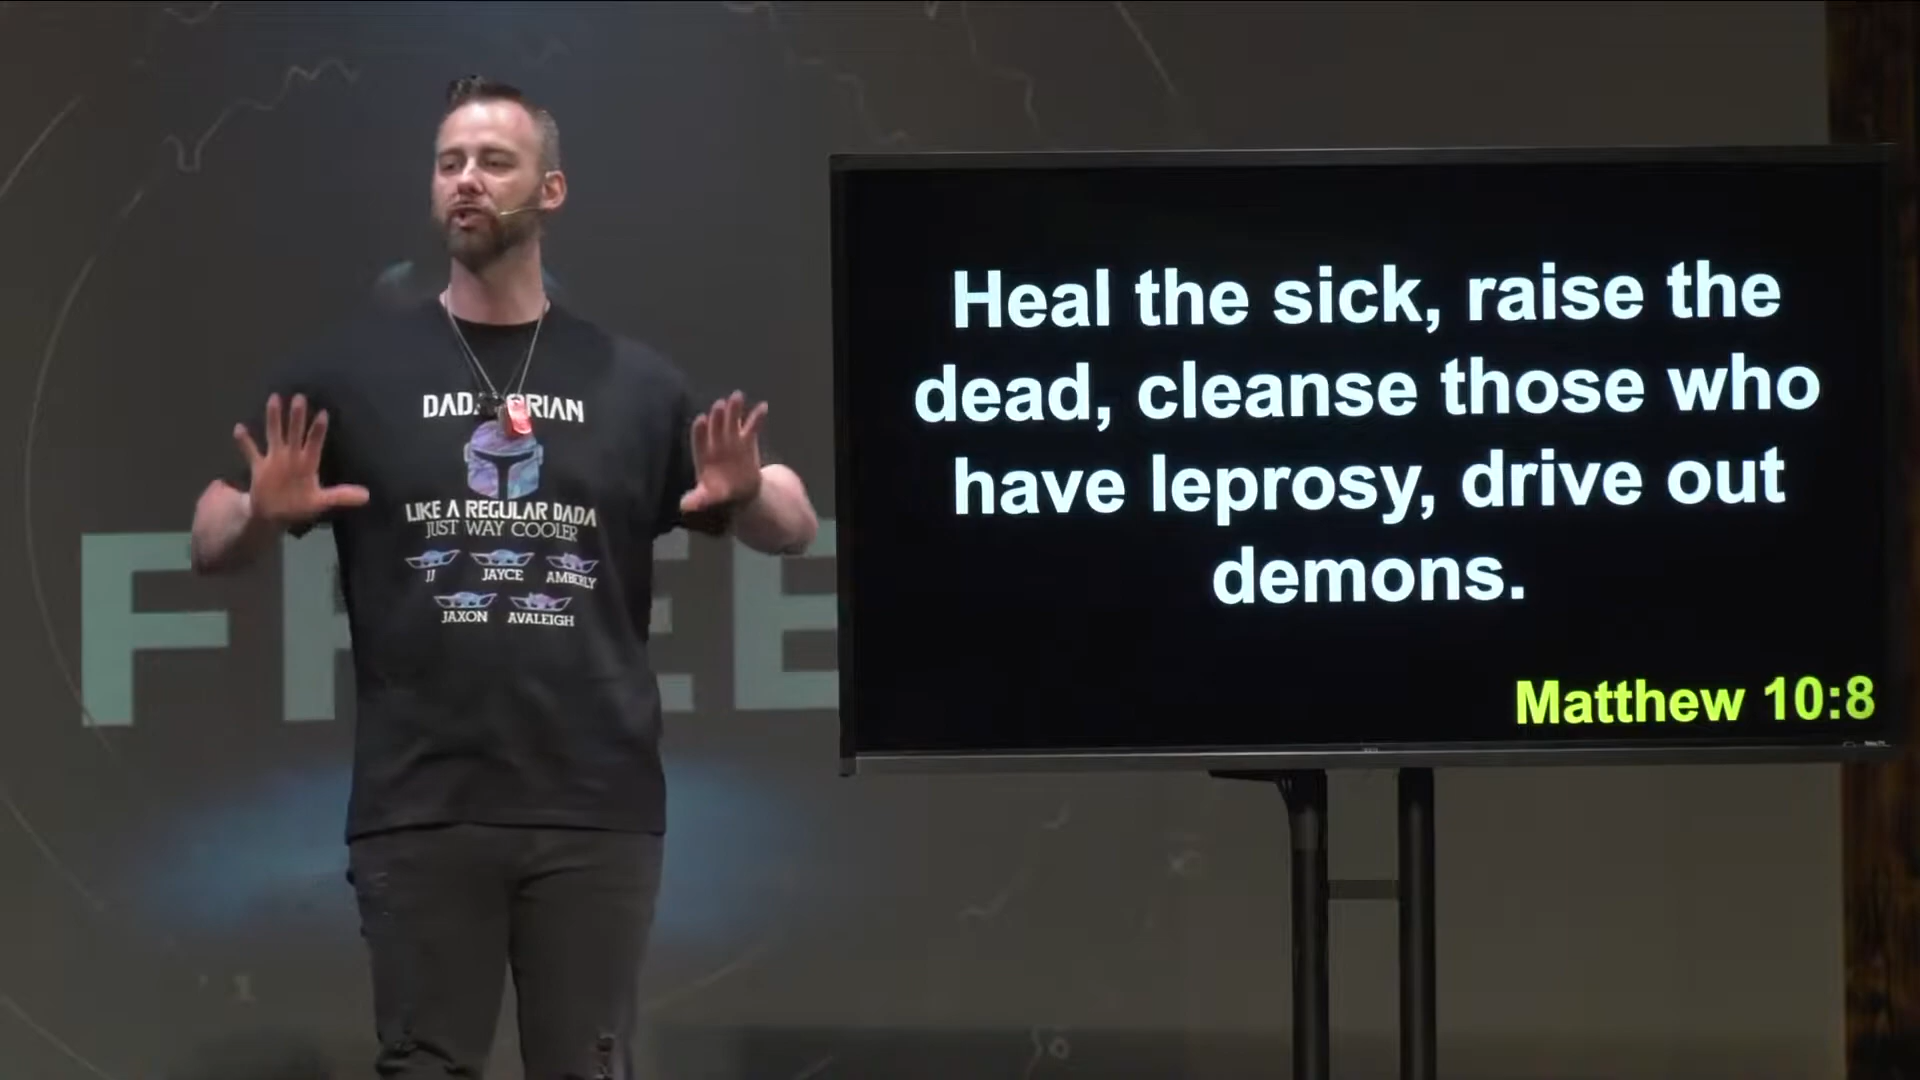 Heal the sick, raise the
dead, cleanse those who
have leprosy, drive out
demons.
Matthew 10:8
LIKE A REGULAR DADA
JUST WAY COOLER
JJ JAYCE AMBERLY
JAXON AVALEIGH